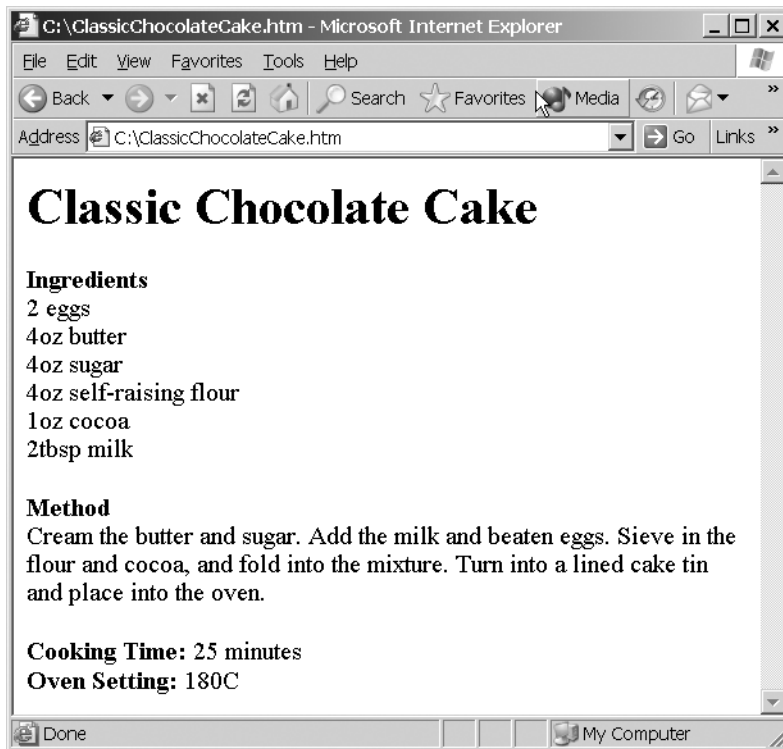 C:\ClassicChocolateCake.htm - Microsoft Internet Explorer
File Edit View Favorites Tools Help
Back Search Favorites Media »
Address C:\ClassicChocolateCake.htm Go Links »
Classic Chocolate Cake
Ingredients
2 eggs
4oz butter
4oz sugar
4oz self-raising flour
1oz cocoa
2tbsp milk
Method
Cream the butter and sugar. Add the milk and beaten eggs. Sieve in the
flour and cocoa, and fold into the mixture. Turn into a lined cake tin
and place into the oven.
Cooking Time: 25 minutes
Oven Setting: 180C
Done My Computer